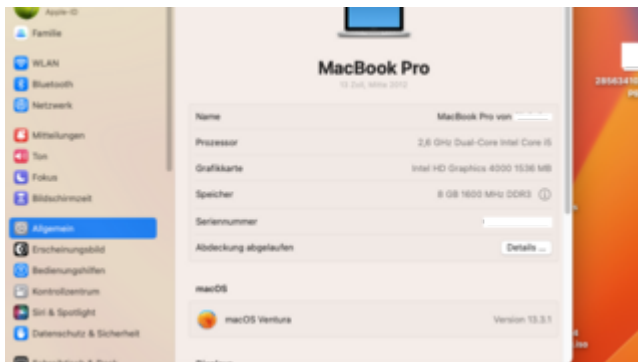 Apple-ID
Familie
WLAN
Bluetooth
Netzwerk
Mitteilungen
Ton
Fokus
Bildschirmzeit
Allgemein
Erscheinungsbild
Bedienungshilfen
Kontrollzentrum
Siri & Spotlight
Datenschutz & Sicherheit
MacBook Pro
13 Zoll, Mitte 2012
Name MacBook Pro von
Prozessor 2,6 GHz Dual-Core Intel Core i5
Grafikkarte Intel HD Graphics 4000 1536 MB
Speicher 8 GB 1600 MHz DDR3
Seriennummer
Abdeckung abgelaufen Details ...
macOS
macOS Ventura Version 13.3.1
.iso